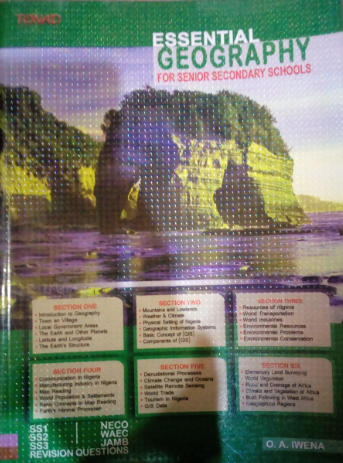 TONAD
ESSENTIAL
GEOGRAPHY
FOR SENIOR SECONDARY SCHOOLS
SECTION ONE
• Introduction to Geography
• Town an Village
• Local Government Areas
• The Earth and Other Planets
• Latitude and Longitude
• The Earth's Structure
SECTION TWO
• Mountains and Lowlands
• Weather & Climate
• Physical Setting of Nigeria
• Geographic Information Systems
• Basic Concept of (GIS)
• Components of (GIS)
SECTION THREE
• Resources of Nigeria
• World Transportation
• World Industries
• Environmental Resources
• Environmental Problems
• Environmental Conservation
SECTION FOUR
• Communication in Nigeria
• Manufacturing Industry in Nigeria
• Map Reading
• World Population & Settlements
• Basic Concepts in Map Reading
• Earth's Internal Processes
SECTION FIVE
• Denudational Processes
• Climate Change and Oceans
• Satellite Remote Sensing
• World Trade
• Tourism in Nigeria
• GIS Data
SECTION SIX
• Elementary Land Surveying
• World Vegetation
• Relief and Drainage of Africa
• Climate and Vegetation of Africa
• Bush Fallowing in West Africa
• Geographical Regions
SS1 NECO
SS2 WAEC
SS3 JAMB
REVISION QUESTIONS
O. A. IWENA